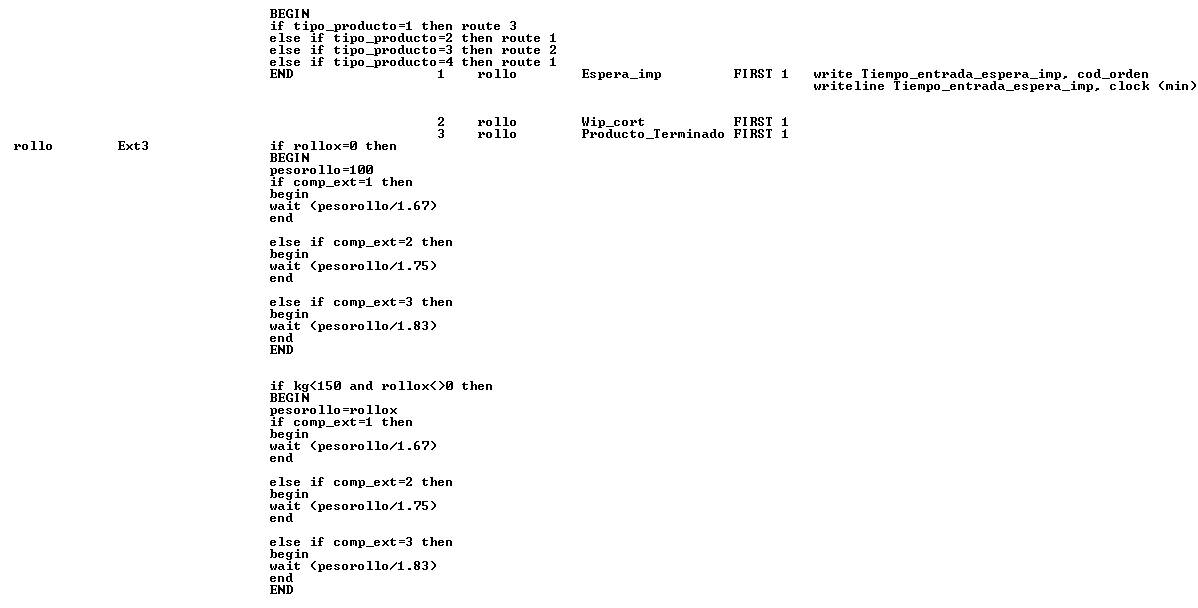 BEGIN
if tipo_producto=1 then route 3
else if tipo_producto=2 then route 1
else if tipo_producto=3 then route 2
else if tipo_producto=4 then route 1
END 1 rollo Espera_imp FIRST 1 write Tiempo_entrada_espera_imp, cod_orden
writeline Tiempo_entrada_espera_imp, clock (min)
2 rollo Wip_cort FIRST 1
3 rollo Producto_Terminado FIRST 1
rollo Ext3 if rollox=0 then
BEGIN
pesorollo=100
if comp_ext=1 then
begin
wait (pesorollo/1.67)
end
else if comp_ext=2 then
begin
wait (pesorollo/1.75)
end
else if comp_ext=3 then
begin
wait (pesorollo/1.83)
end
END
if kg<150 and rollox<>0 then
BEGIN
pesorollo=rollox
if comp_ext=1 then
begin
wait (pesorollo/1.67)
end
else if comp_ext=2 then
begin
wait (pesorollo/1.75)
end
else if comp_ext=3 then
begin
wait (pesorollo/1.83)
end
END